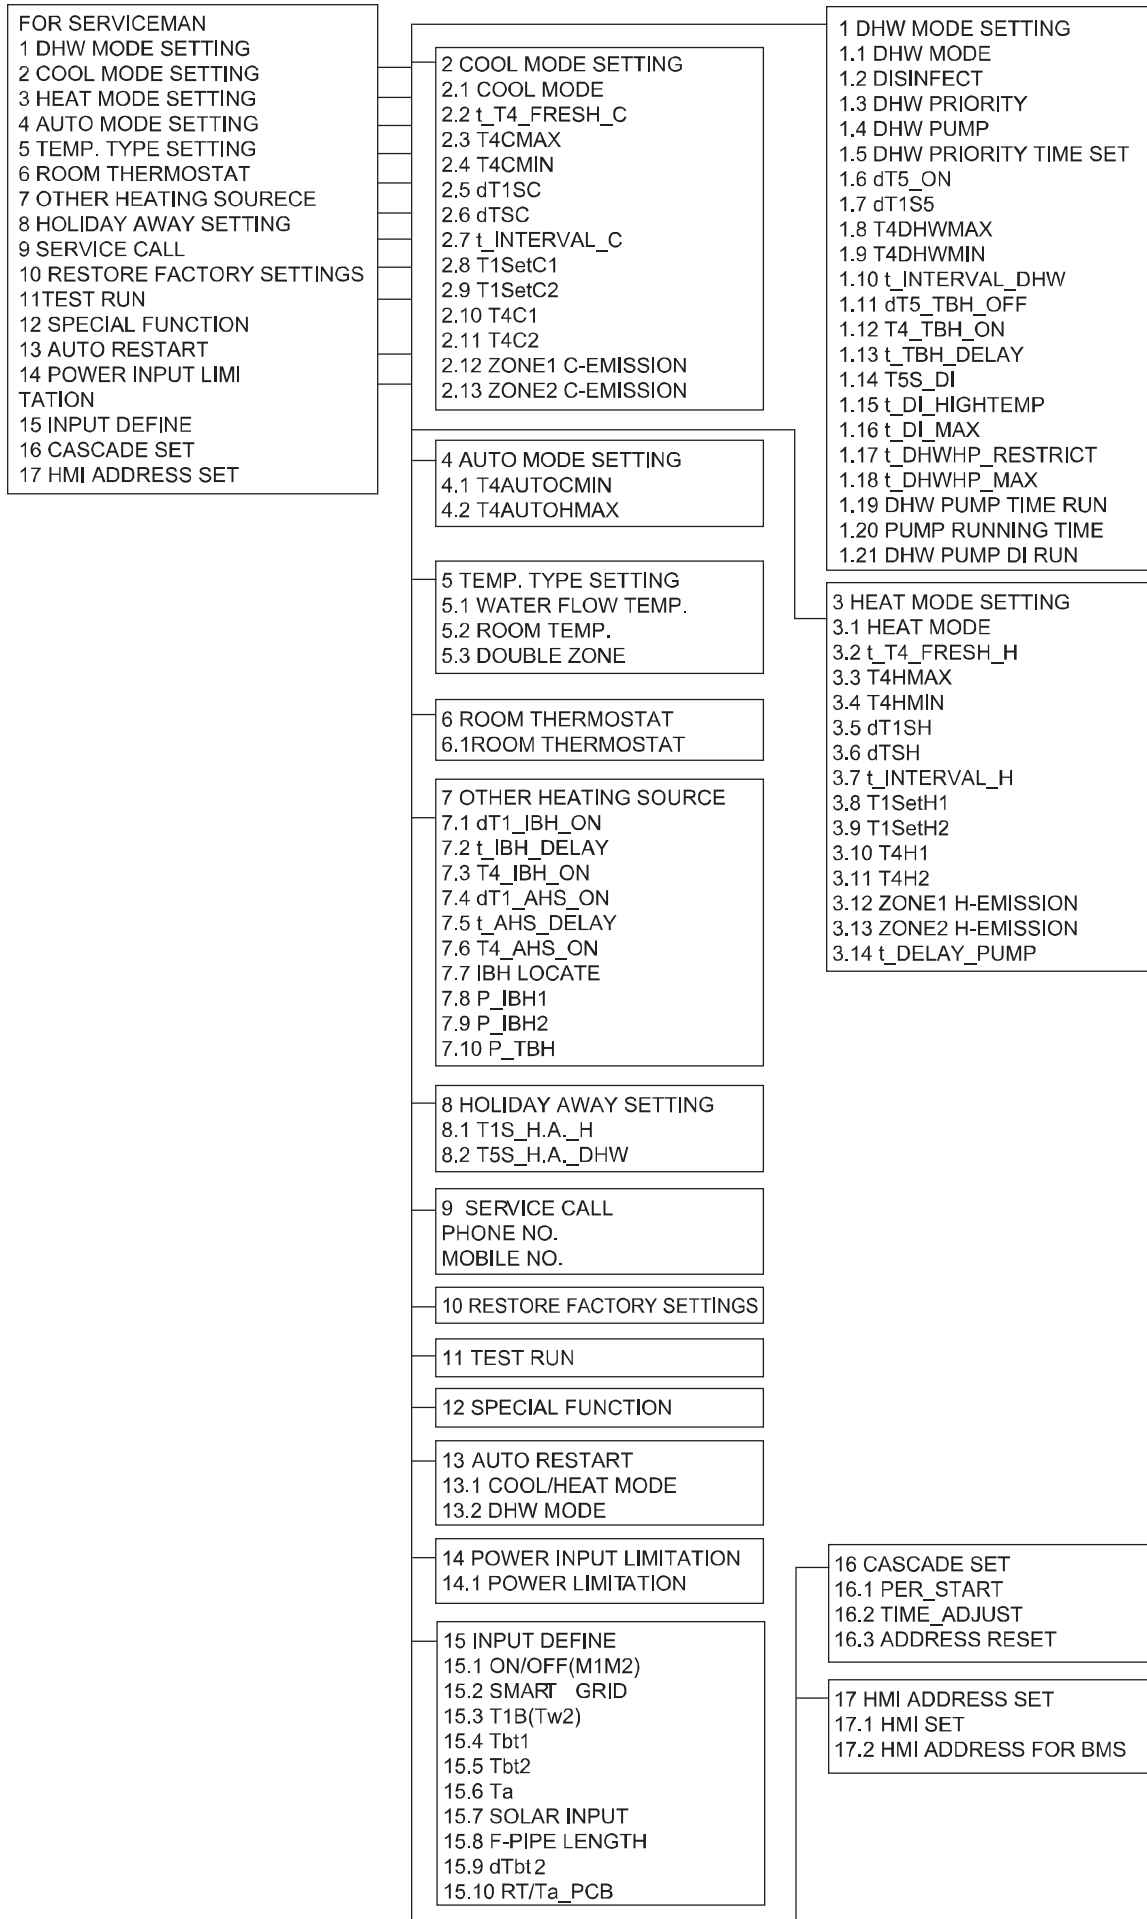 FOR SERVICEMAN
1 DHW MODE SETTING
2 COOL MODE SETTING
3 HEAT MODE SETTING
4 AUTO MODE SETTING
5 TEMP. TYPE SETTING
6 ROOM THERMOSTAT
7 OTHER HEATING SOURECE
8 HOLIDAY AWAY SETTING
9 SERVICE CALL
10 RESTORE FACTORY SETTINGS
11TEST RUN
12 SPECIAL FUNCTION
13 AUTO RESTART
14 POWER INPUT LIMI
TATION
15 INPUT DEFINE
16 CASCADE SET
17 HMI ADDRESS SET
2 COOL MODE SETTING
2.1 COOL MODE
2.2 t_T4_FRESH_C
2.3 T4CMAX
2.4 T4CMIN
2.5 dT1SC
2.6 dTSC
2.7 t_INTERVAL_C
2.8 T1SetC1
2.9 T1SetC2
2.10 T4C1
2.11 T4C2
2.12 ZONE1 C-EMISSION
2.13 ZONE2 C-EMISSION
4 AUTO MODE SETTING
4.1 T4AUTOCMIN
4.2 T4AUTOHMAX
5 TEMP. TYPE SETTING
5.1 WATER FLOW TEMP.
5.2 ROOM TEMP.
5.3 DOUBLE ZONE
6 ROOM THERMOSTAT
6.1ROOM THERMOSTAT
7 OTHER HEATING SOURCE
7.1 dT1_IBH_ON
7.2 t_IBH_DELAY
7.3 T4_IBH_ON
7.4 dT1_AHS_ON
7.5 t_AHS_DELAY
7.6 T4_AHS_ON
7.7 IBH LOCATE
7.8 P_IBH1
7.9 P_IBH2
7.10 P_TBH
8 HOLIDAY AWAY SETTING
8.1 T1S_H.A._H
8.2 T5S_H.A._DHW
9 SERVICE CALL
PHONE NO.
MOBILE NO.
10 RESTORE FACTORY SETTINGS
11 TEST RUN
12 SPECIAL FUNCTION
13 AUTO RESTART
13.1 COOL/HEAT MODE
13.2 DHW MODE
14 POWER INPUT LIMITATION
14.1 POWER LIMITATION
15 INPUT DEFINE
15.1 ON/OFF(M1M2)
15.2 SMART GRID
15.3 T1B(Tw2)
15.4 Tbt1
15.5 Tbt2
15.6 Ta
15.7 SOLAR INPUT
15.8 F-PIPE LENGTH
15.9 dTbt2
15.10 RT/Ta_PCB
1 DHW MODE SETTING
1.1 DHW MODE
1.2 DISINFECT
1.3 DHW PRIORITY
1.4 DHW PUMP
1.5 DHW PRIORITY TIME SET
1.6 dT5_ON
1.7 dT1S5
1.8 T4DHWMAX
1.9 T4DHWMIN
1.10 t_INTERVAL_DHW
1.11 dT5_TBH_OFF
1.12 T4_TBH_ON
1.13 t_TBH_DELAY
1.14 T5S_DI
1.15 t_DI_HIGHTEMP
1.16 t_DI_MAX
1.17 t_DHWHP_RESTRICT
1.18 t_DHWHP_MAX
1.19 DHW PUMP TIME RUN
1.20 PUMP RUNNING TIME
1.21 DHW PUMP DI RUN
3 HEAT MODE SETTING
3.1 HEAT MODE
3.2 t_T4_FRESH_H
3.3 T4HMAX
3.4 T4HMIN
3.5 dT1SH
3.6 dTSH
3.7 t_INTERVAL_H
3.8 T1SetH1
3.9 T1SetH2
3.10 T4H1
3.11 T4H2
3.12 ZONE1 H-EMISSION
3.13 ZONE2 H-EMISSION
3.14 t_DELAY_PUMP
16 CASCADE SET
16.1 PER_START
16.2 TIME_ADJUST
16.3 ADDRESS RESET
17 HMI ADDRESS SET
17.1 HMI SET
17.2 HMI ADDRESS FOR BMS